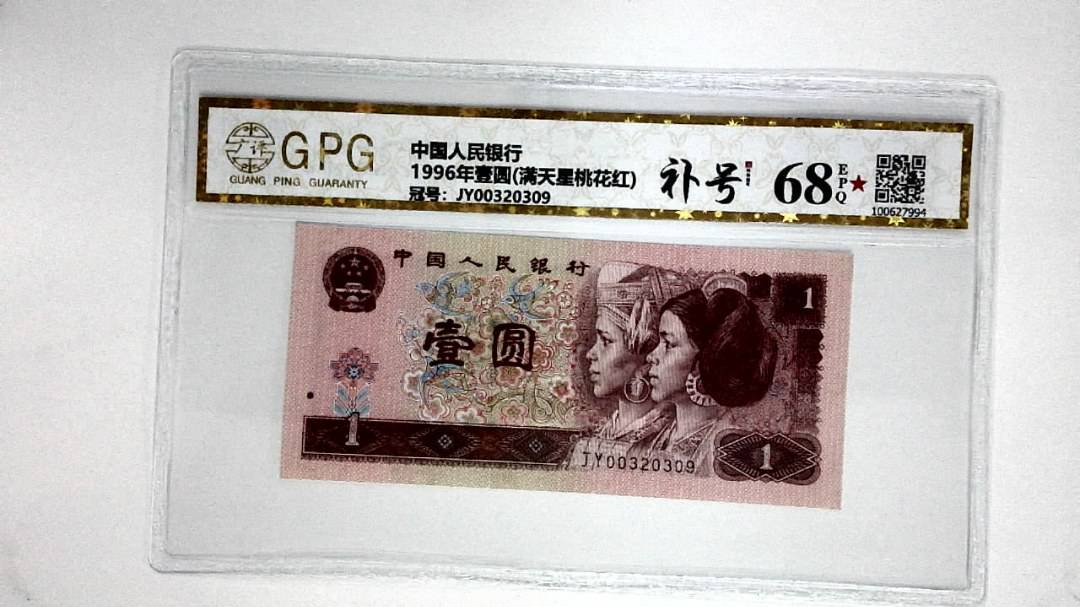 广评
GPG
GUANG PING GUARANTY
中国人民银行
1996年壹圆(满天星桃花红)
冠号: JY00320309
补号
68 EPQ★
100627994
中国人民银行
壹圆
1
1
JY00320309
1